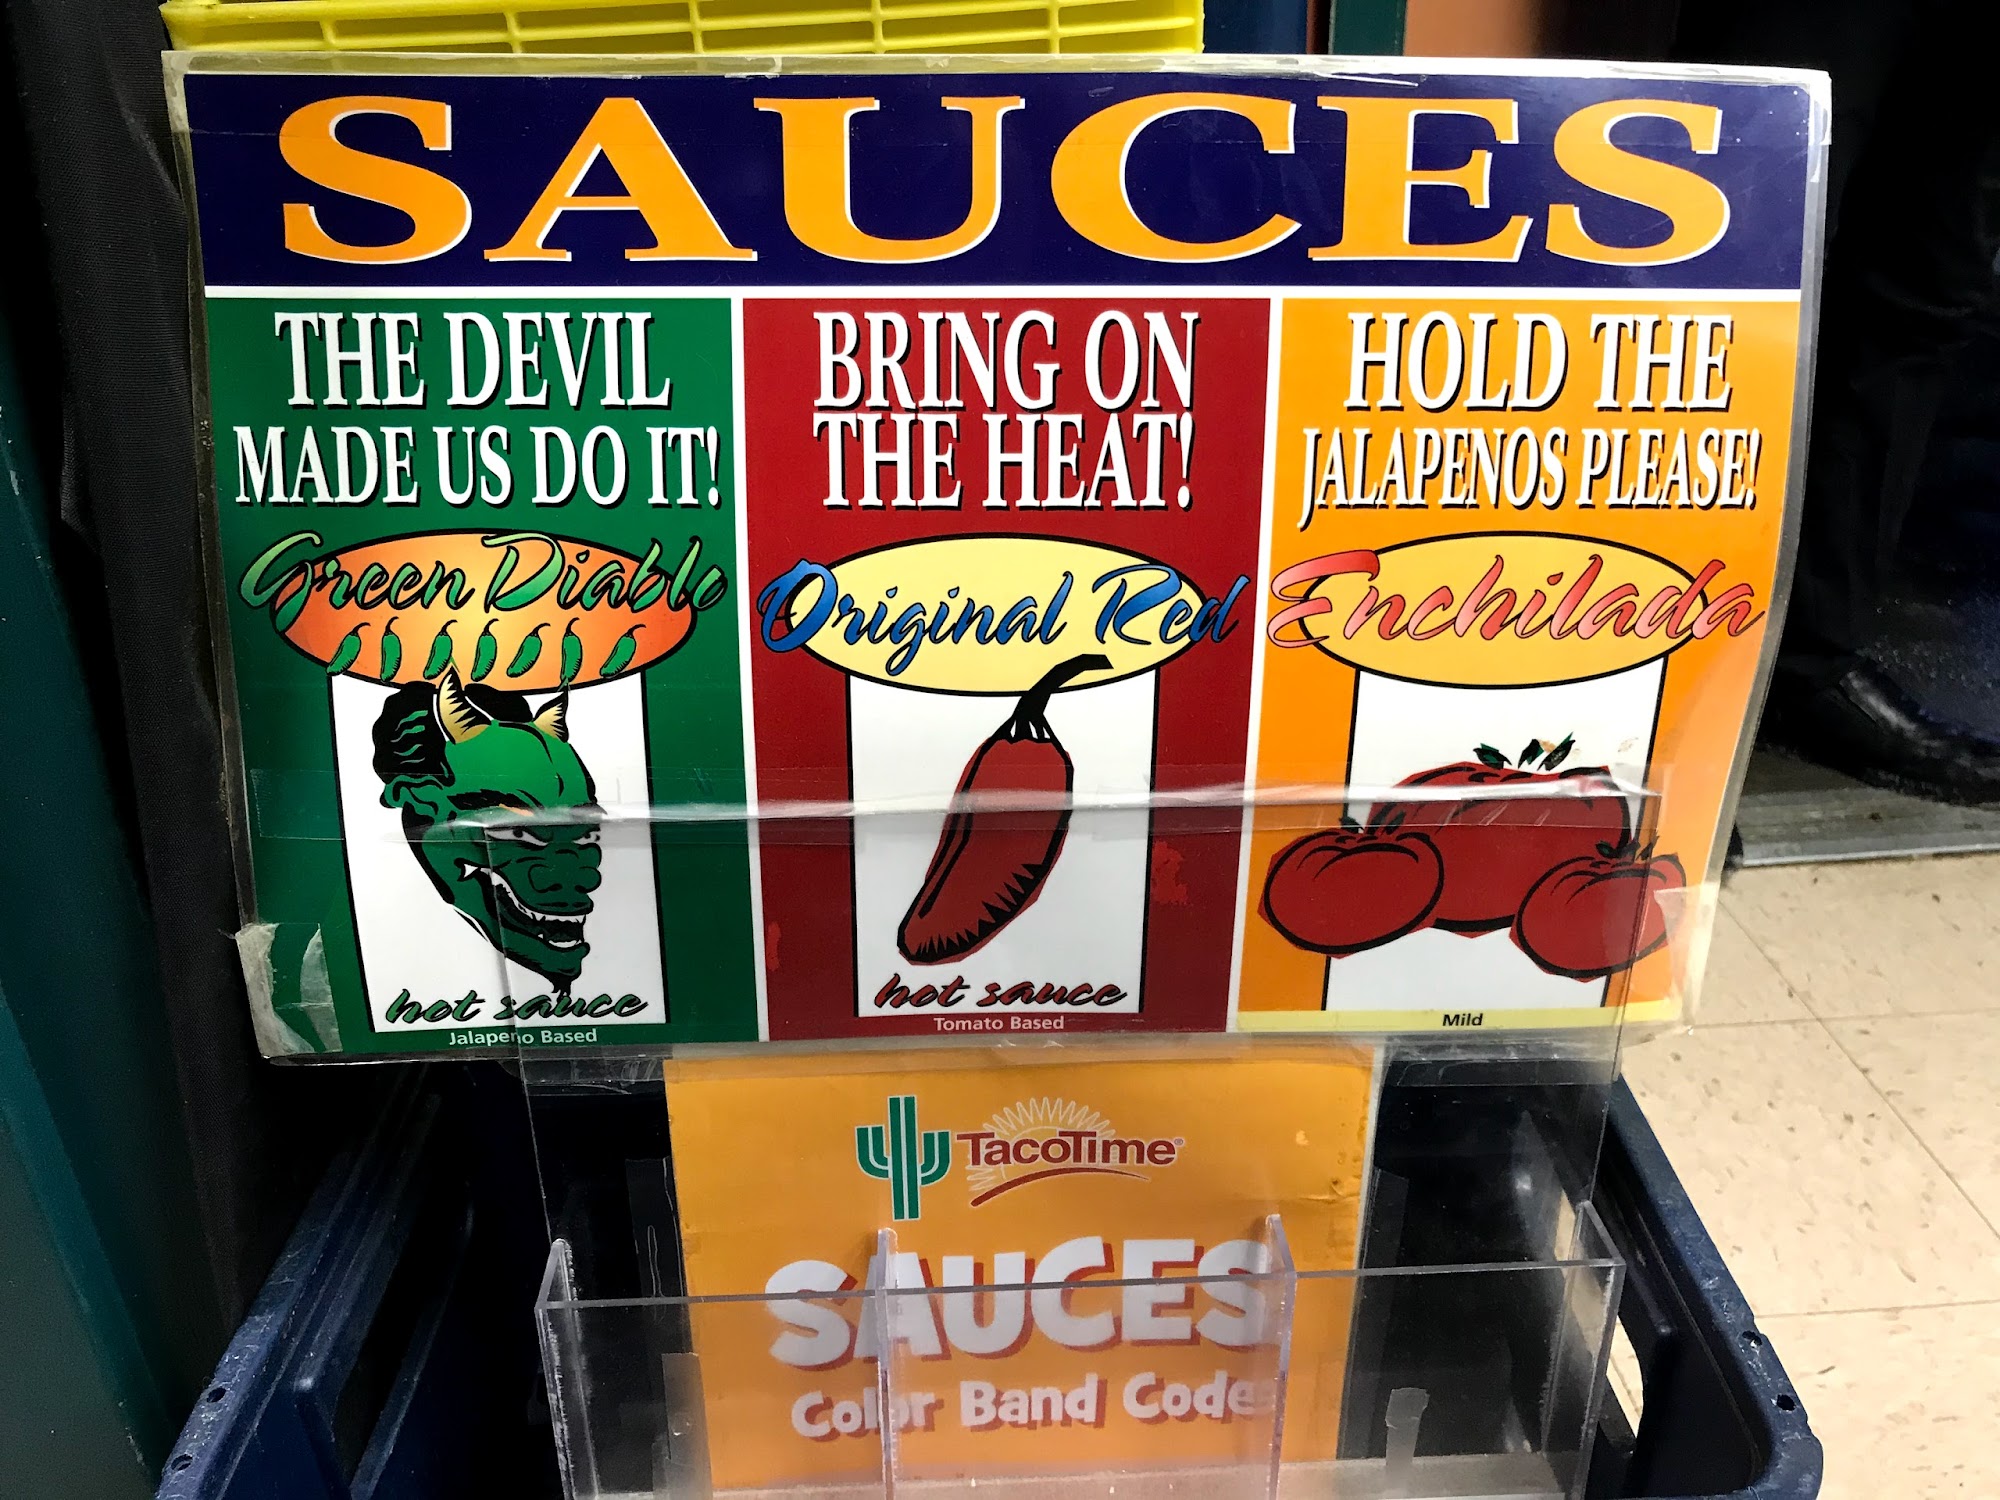 SAUCES
THE DEVIL
MADE US DO IT!
Green Diablo
hot sauce
Jalapeno Based
BRING ON
THE HEAT!
Original Red
hot sauce
Tomato Based
HOLD THE
JALAPENOS PLEASE!
Enchilada
Mild
TacoTime®
SAUCES
Color Band Codes